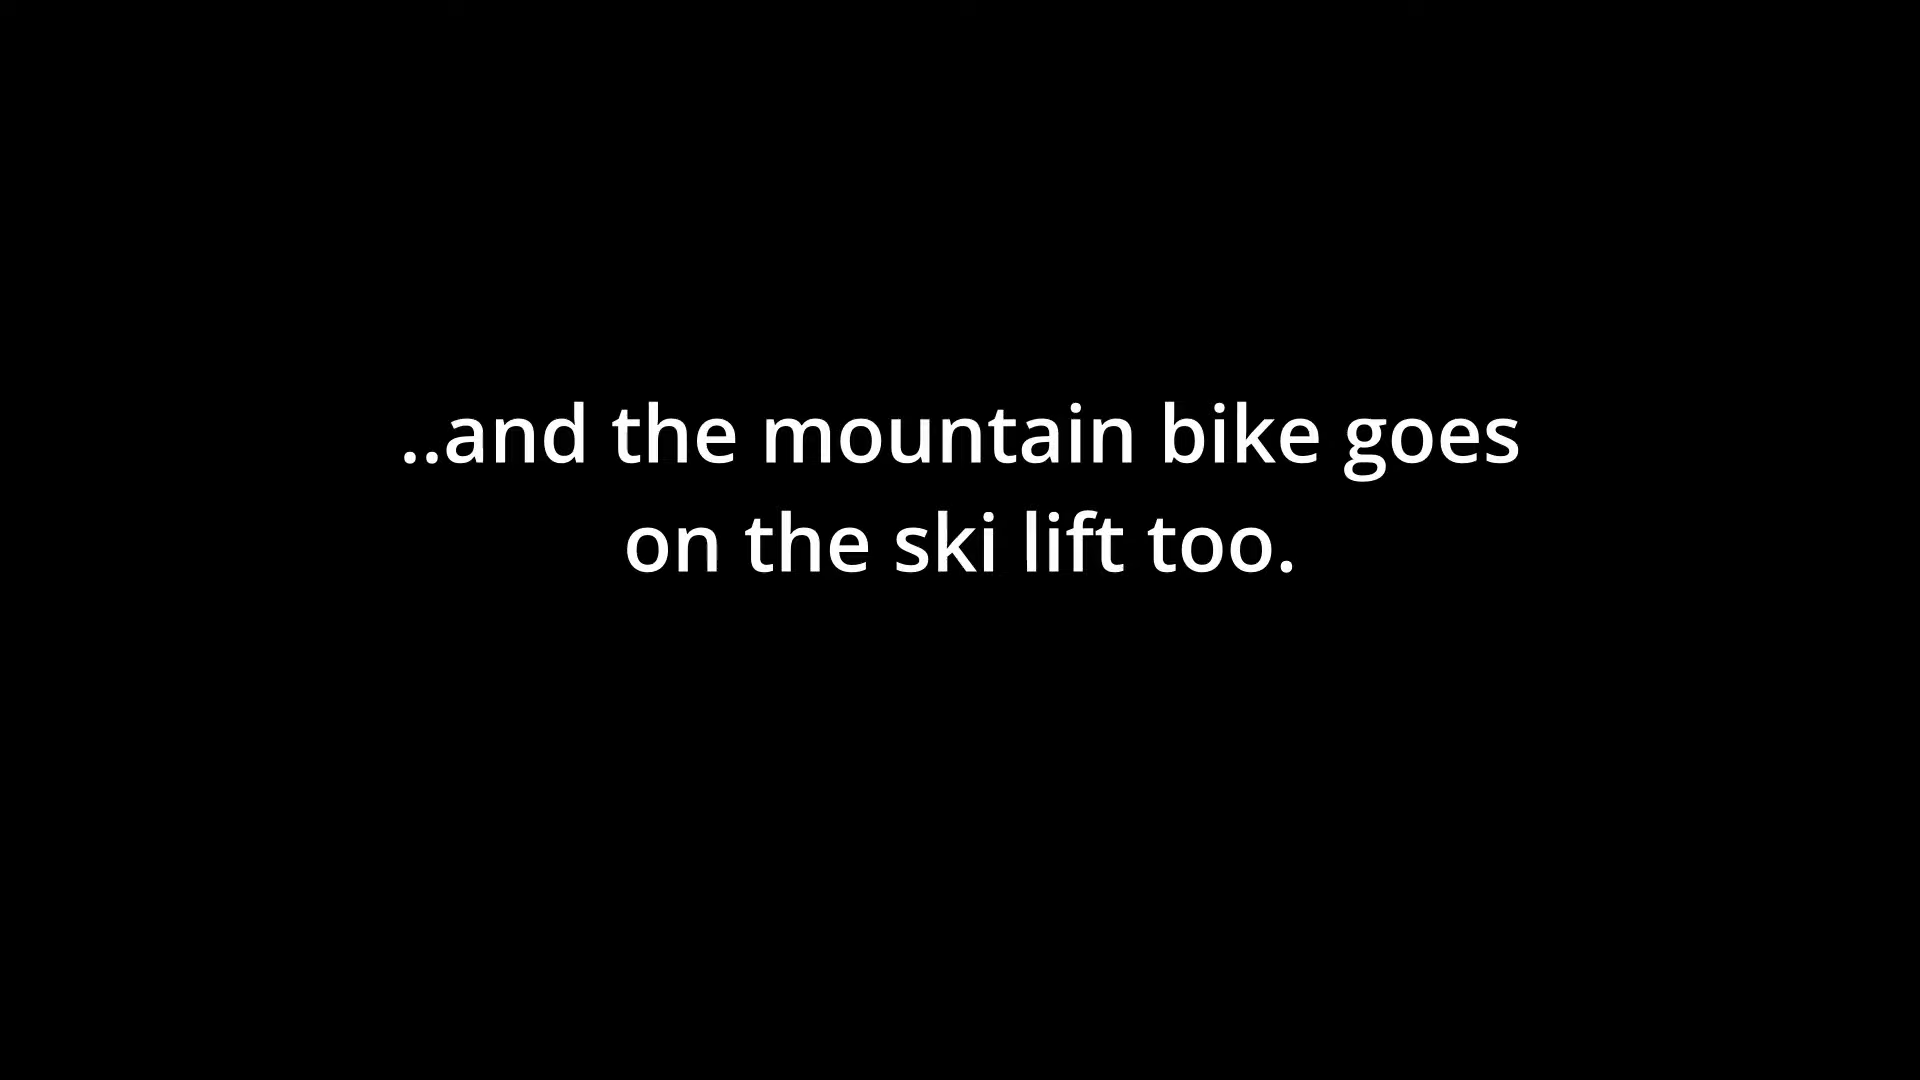 ..and the mountain bike goes
on the ski lift too.